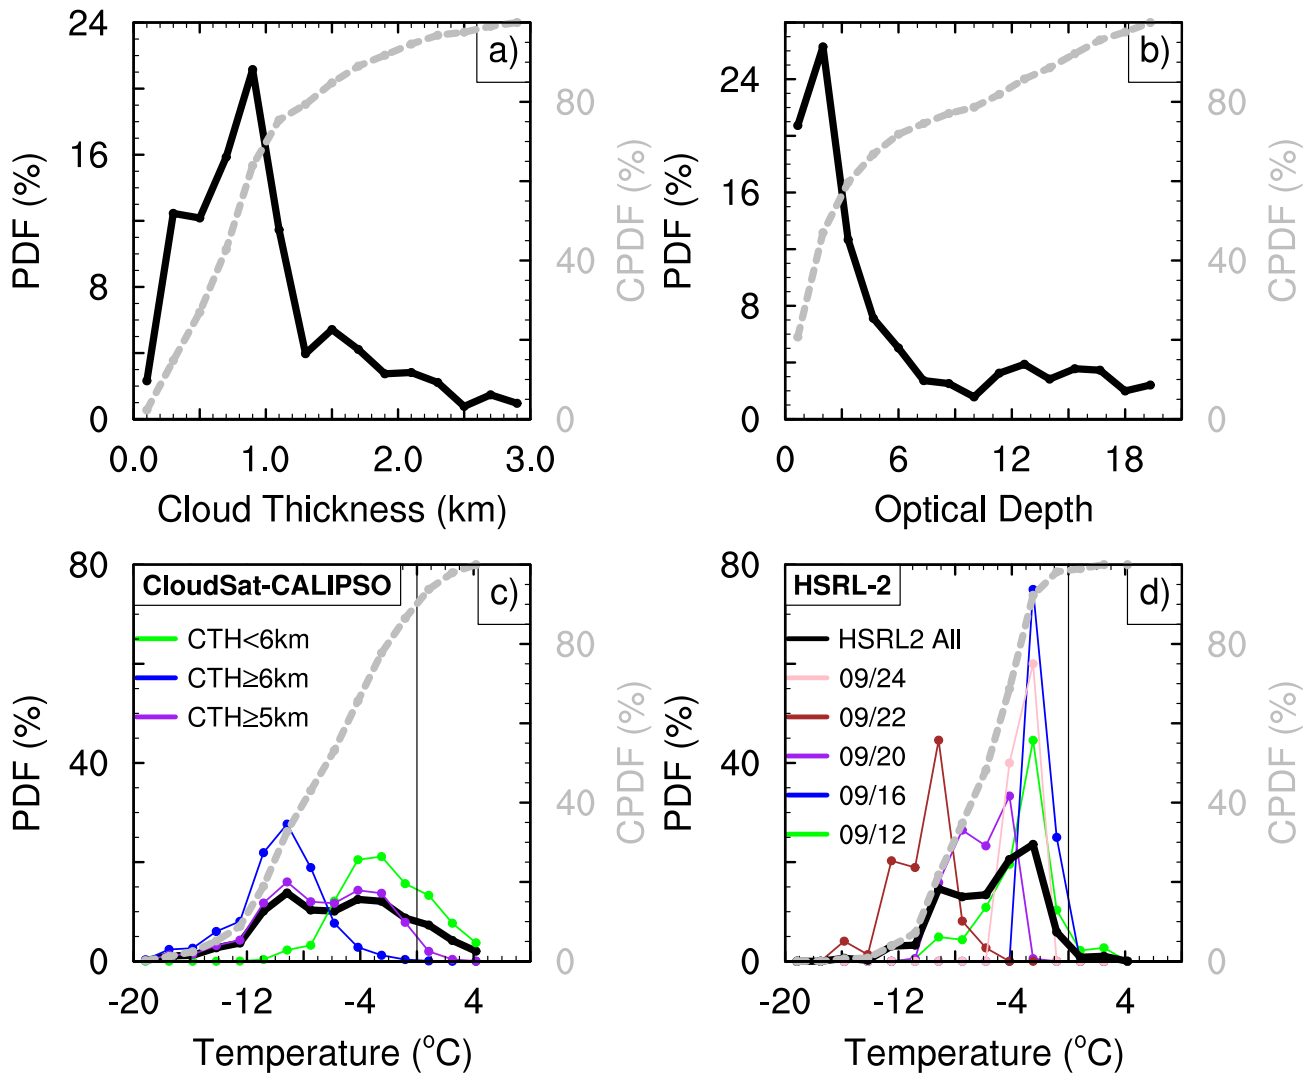 24
16
8
0
PDF (%)
a)
80
40
0
CPDF (%)
0.0 1.0 2.0 3.0
Cloud Thickness (km)
24
16
8
0
PDF (%)
b)
80
40
0
CPDF (%)
0 6 12 18
Optical Depth
80
40
0
PDF (%)
CloudSat-CALIPSO
c)
CTH<6km
CTH≥6km
CTH≥5km
80
40
0
CPDF (%)
-20 -12 -4 4
Temperature (°C)
80
40
0
PDF (%)
HSRL-2
d)
HSRL2 All
09/24
09/22
09/20
09/16
09/12
80
40
0
CPDF (%)
-20 -12 -4 4
Temperature (°C)